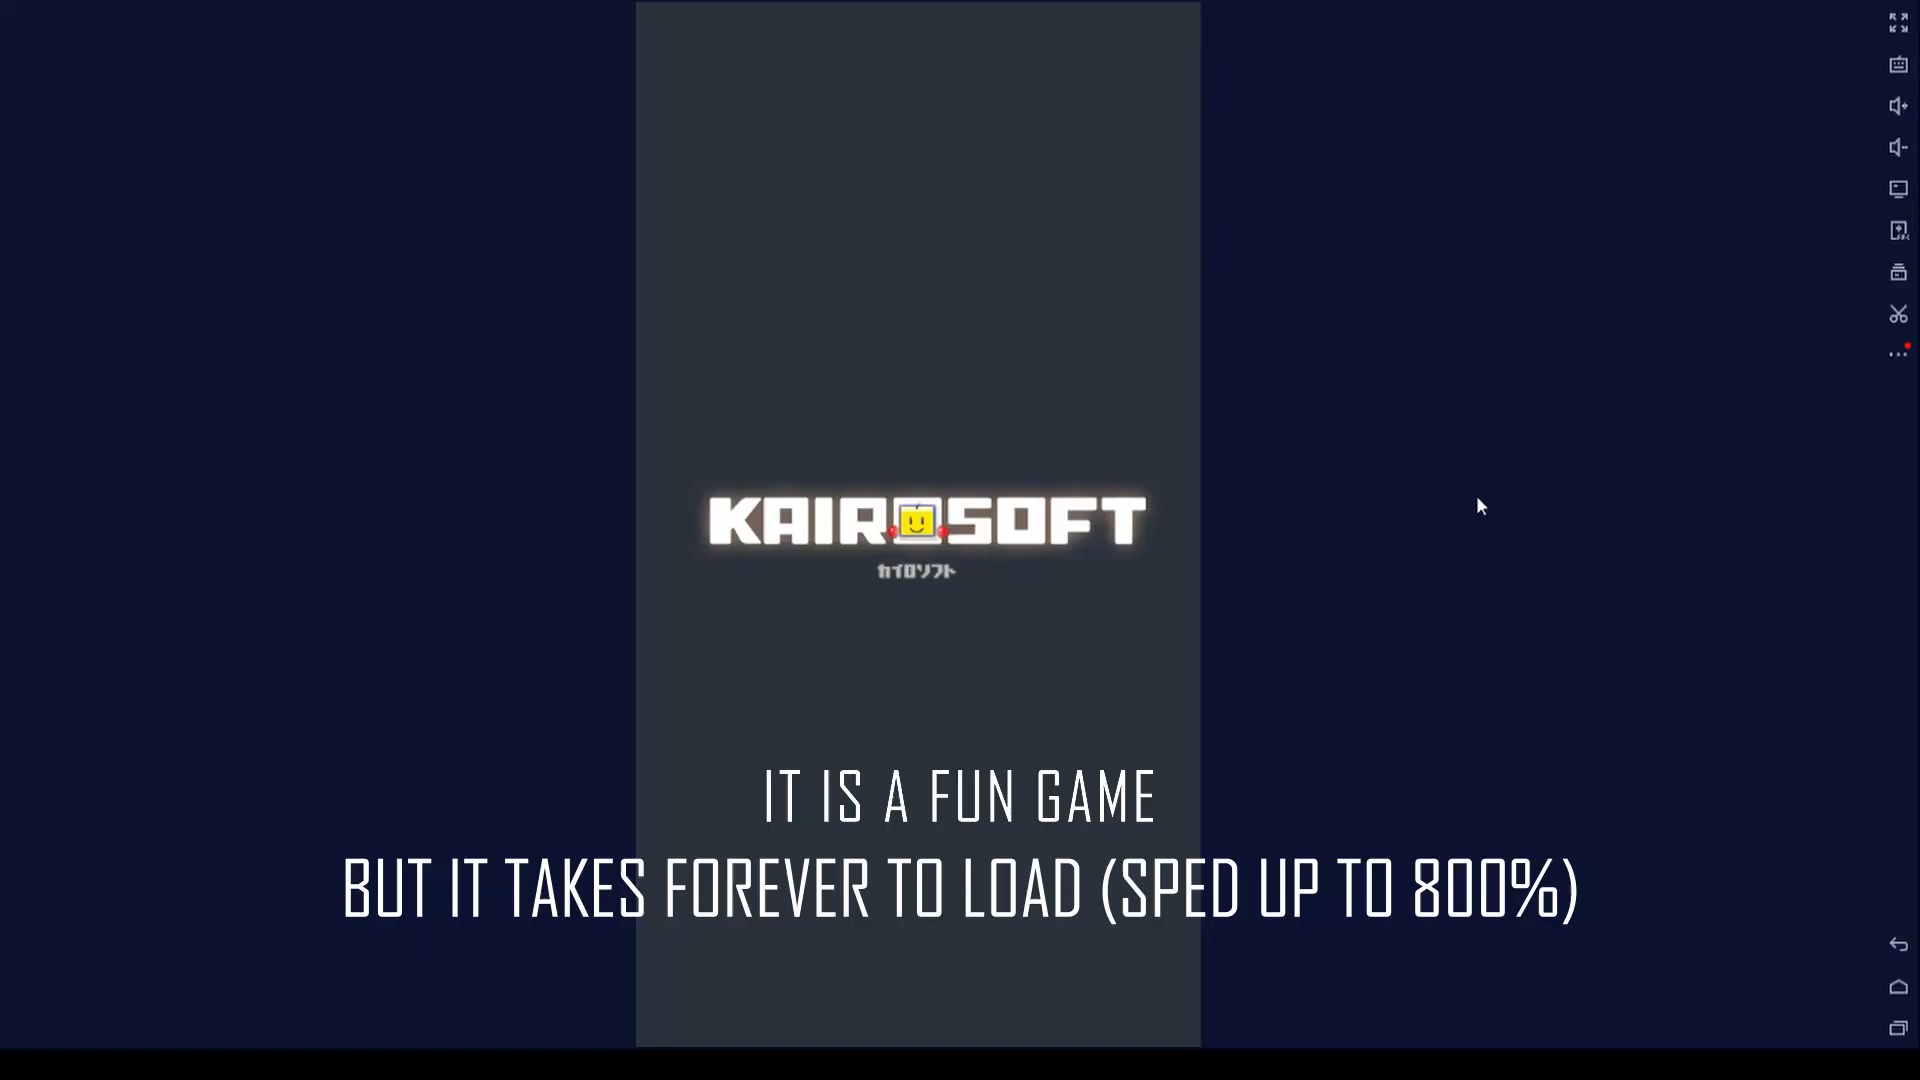 KAIROSOFT
カイロソフト
IT IS A FUN GAME
BUT IT TAKES FOREVER TO LOAD (SPED UP TO 800%)